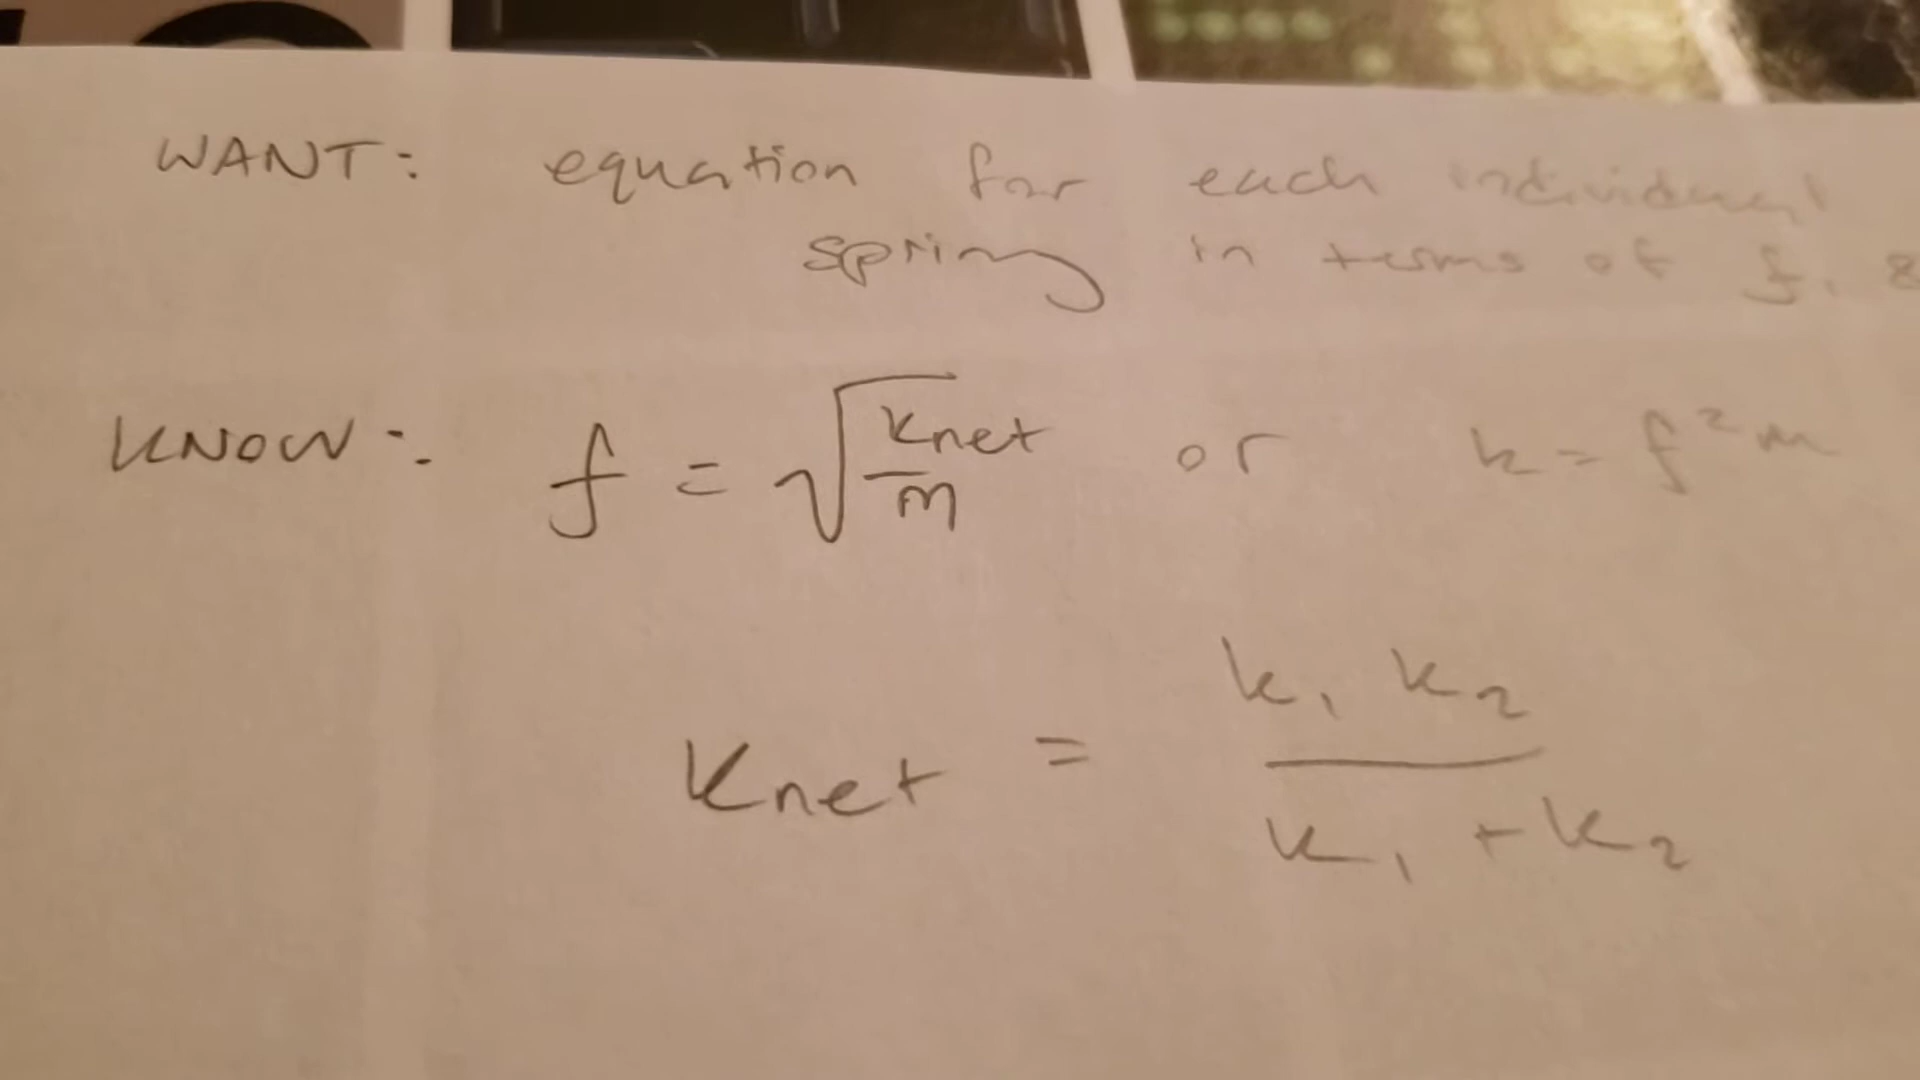 WANT: equation for each individual
spring in terms of f, &
KNOW: f = √(knet/m) or k = f²m
Knet = k₁ k₂ / k₁ + k₂